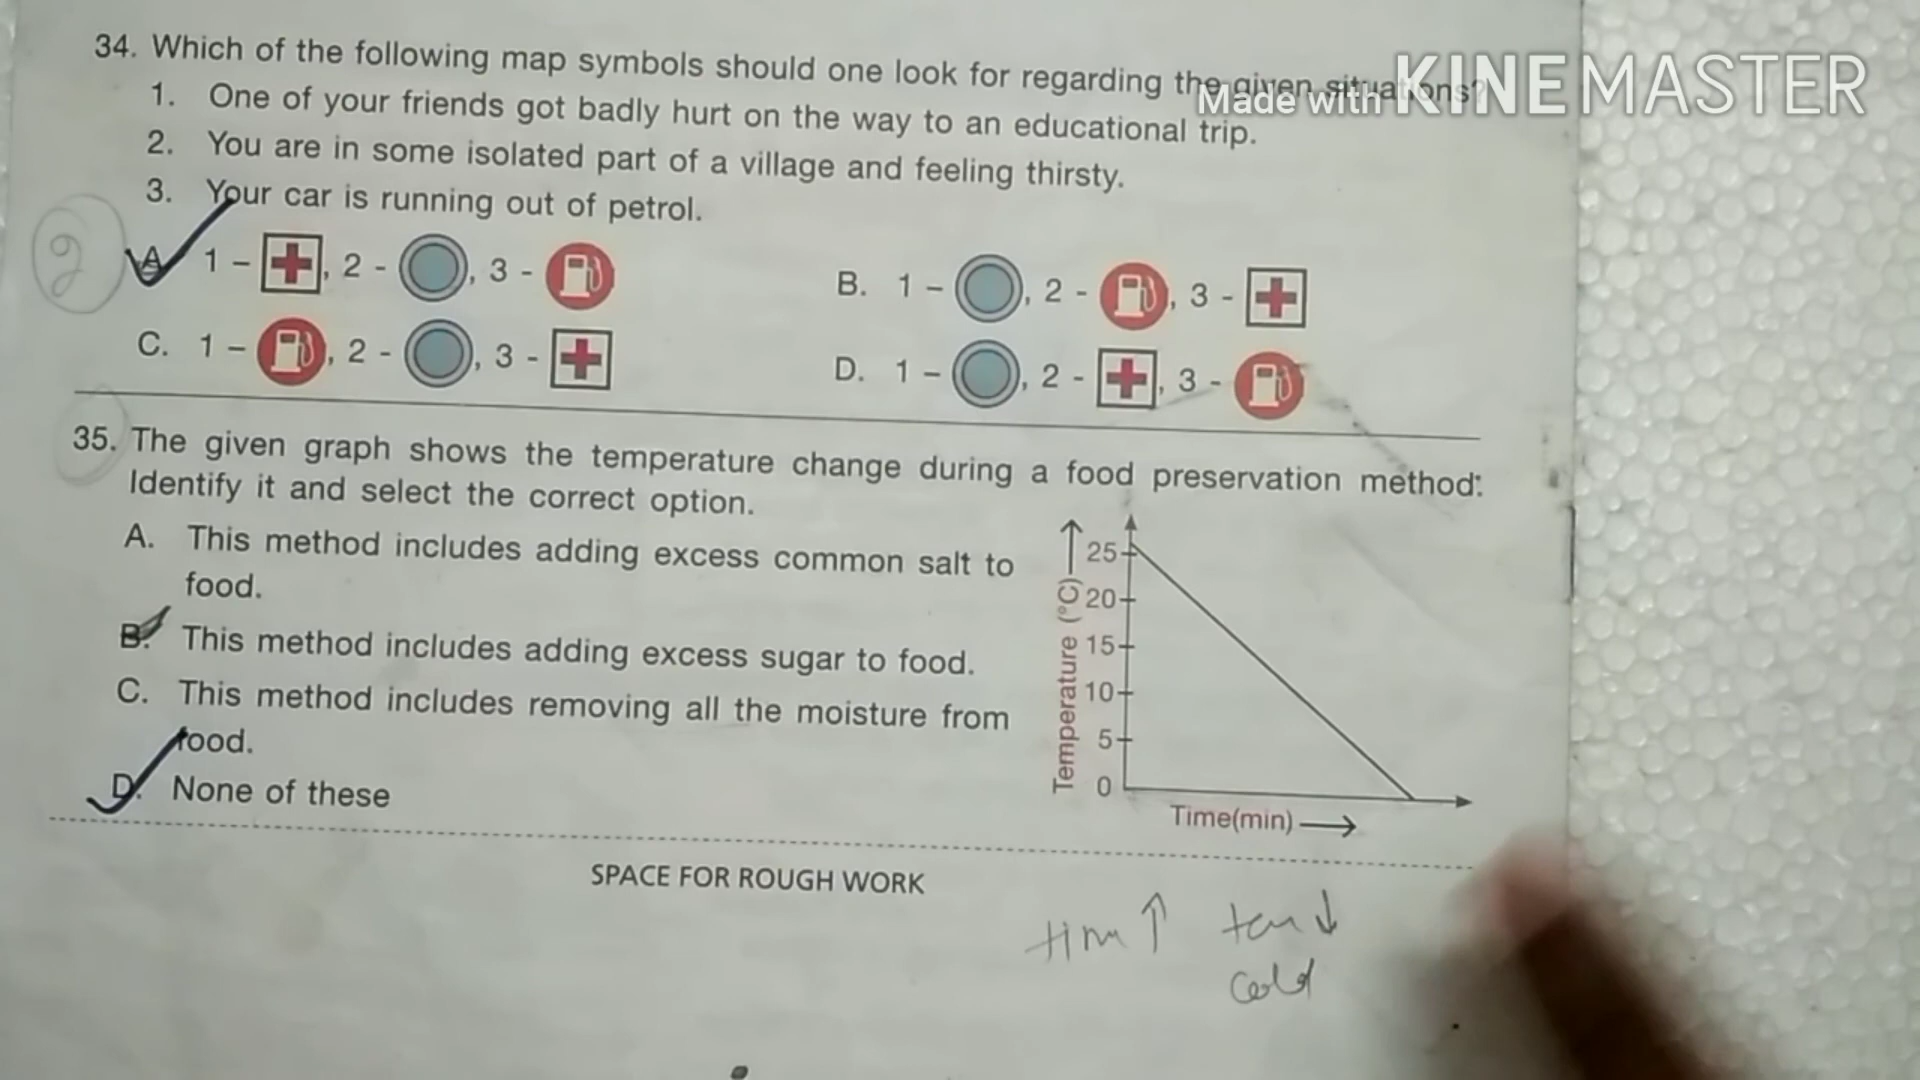 34. Which of the following map symbols should one look for regarding the given situations?
Made with KINEMASTER
1. One of your friends got badly hurt on the way to an educational trip.
2. You are in some isolated part of a village and feeling thirsty.
3. Your car is running out of petrol.
2
A. 1 - , 2 - , 3 -
B. 1 - , 2 - , 3 -
C. 1 - , 2 - , 3 -
D. 1 - , 2 - , 3 -
35. The given graph shows the temperature change during a food preservation method.
Identify it and select the correct option.
A. This method includes adding excess common salt to
food.
B. This method includes adding excess sugar to food.
C. This method includes removing all the moisture from
food.
D. None of these
Temperature (°C)
25
20
15
10
5
0
Time(min)
SPACE FOR ROUGH WORK
cold